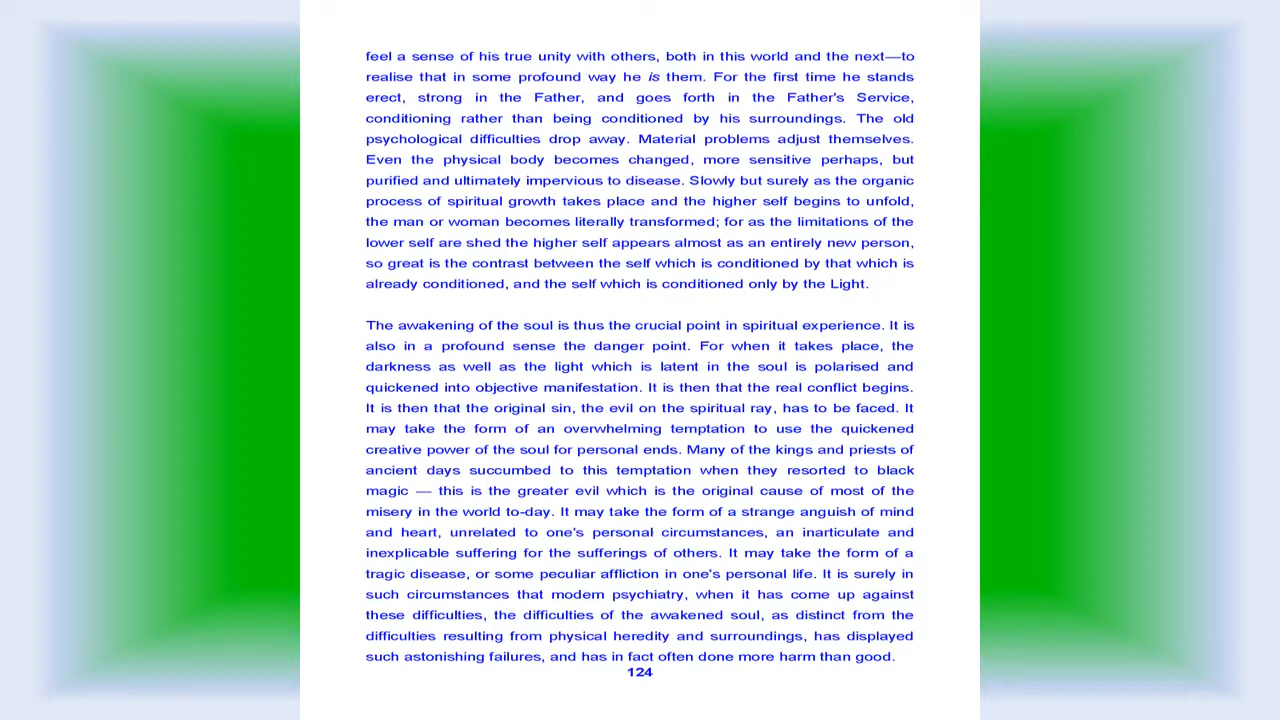 feel a sense of his true unity with others, both in this world and the next—to
realise that in some profound way he is them. For the first time he stands
erect, strong in the Father, and goes forth in the Father's Service,
conditioning rather than being conditioned by his surroundings. The old
psychological difficulties drop away. Material problems adjust themselves.
Even the physical body becomes changed, more sensitive perhaps, but
purified and ultimately impervious to disease. Slowly but surely as the organic
process of spiritual growth takes place and the higher self begins to unfold,
the man or woman becomes literally transformed; for as the limitations of the
lower self are shed the higher self appears almost as an entirely new person,
so great is the contrast between the self which is conditioned by that which is
already conditioned, and the self which is conditioned only by the Light.
The awakening of the soul is thus the crucial point in spiritual experience. It is
also in a profound sense the danger point. For when it takes place, the
darkness as well as the light which is latent in the soul is polarised and
quickened into objective manifestation. It is then that the real conflict begins.
It is then that the original sin, the evil on the spiritual ray, has to be faced. It
may take the form of an overwhelming temptation to use the quickened
creative power of the soul for personal ends. Many of the kings and priests of
ancient days succumbed to this temptation when they resorted to black
magic — this is the greater evil which is the original cause of most of the
misery in the world to-day. It may take the form of a strange anguish of mind
and heart, unrelated to one's personal circumstances, an inarticulate and
inexplicable suffering for the sufferings of others. It may take the form of a
tragic disease, or some peculiar affliction in one's personal life. It is surely in
such circumstances that modem psychiatry, when it has come up against
these difficulties, the difficulties of the awakened soul, as distinct from the
difficulties resulting from physical heredity and surroundings, has displayed
such astonishing failures, and has in fact often done more harm than good.
124